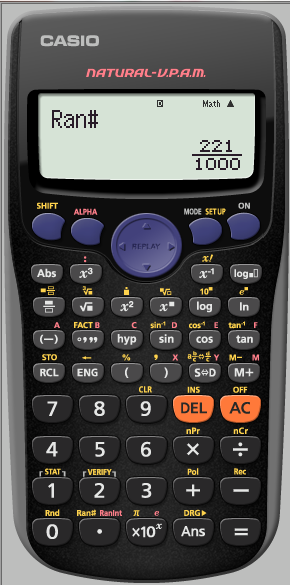 CASIO
NATURAL-V.P.A.M.
D Math ▲
Ran#
221
1000
SHIFT ALPHA MODE SETUP ON
REPLAY
: x!
Abs x³ x⁻¹ log▪▯
³√▪ 10▪ e▪
√▪ x² x▪ log ln
A FACT B C sin⁻¹ D cos⁻¹ E tan⁻¹ F
(−) °,,, hyp sin cos tan
STO ← % , X a b/c⇔d/c Y M− M
RCL ENG ( ) S⇔D M+
CLR INS OFF
7 8 9 DEL AC
nPr nCr
4 5 6 × ÷
STAT VERIFY Pol Rec
1 2 3 + −
Rnd Ran# RanInt π e DRG▶
0 · ×10ˣ Ans =